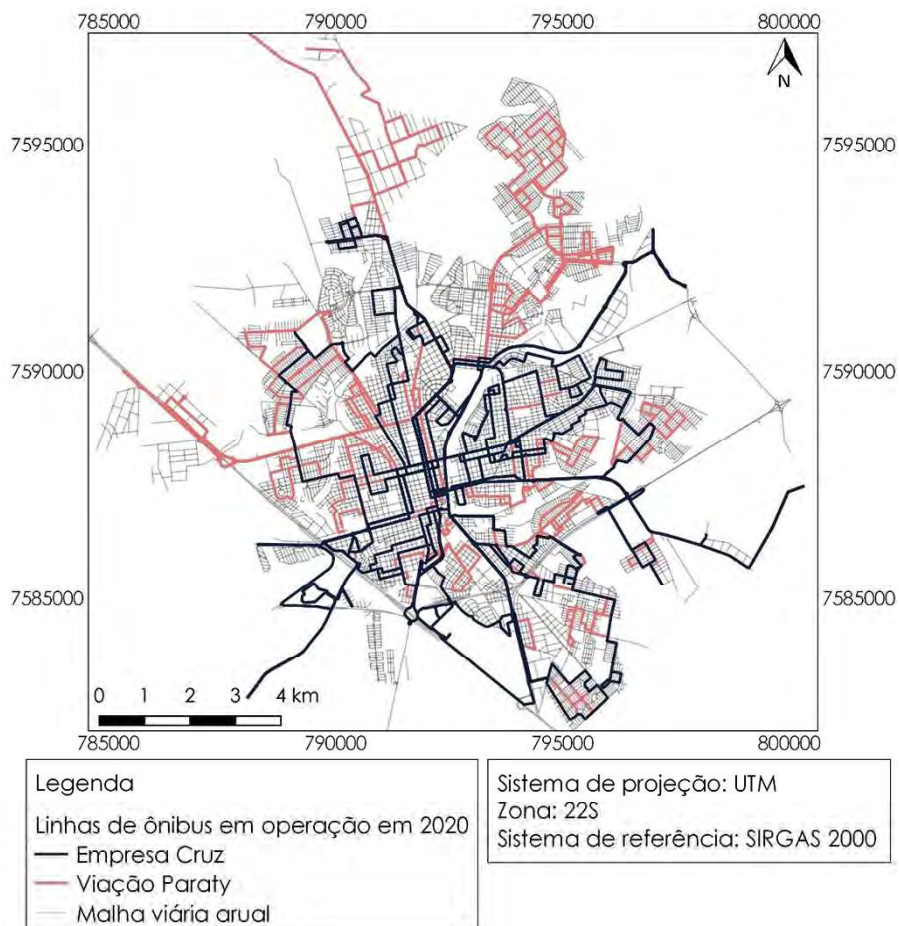 785000 790000 795000 800000
N
7595000 7595000
7590000 7590000
7585000 7585000
0 1 2 3 4 km
785000 790000 795000 800000
Legenda
Linhas de ônibus em operação em 2020
Empresa Cruz
Viação Paraty
Malha viária arual
Sistema de projeção: UTM
Zona: 22S
Sistema de referência: SIRGAS 2000